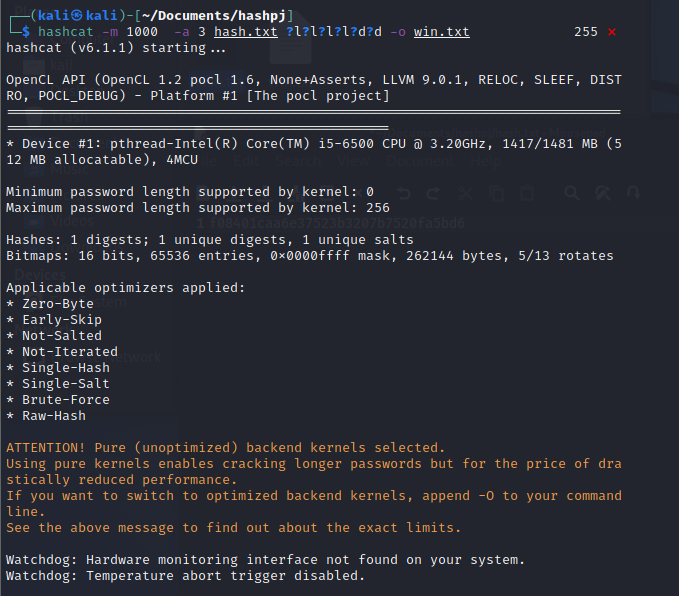 (kali㉿kali)-[~/Documents/hashpj]
$ hashcat -m 1000  -a 3 hash.txt ?l?l?l?l?d?d -o win.txt 255 ⨯
hashcat (v6.1.1) starting...
OpenCL API (OpenCL 1.2 pocl 1.6, None+Asserts, LLVM 9.0.1, RELOC, SLEEF, DIST
RO, POCL_DEBUG) - Platform #1 [The pocl project]
=============================================================================
================================================
* Device #1: pthread-Intel(R) Core(TM) i5-6500 CPU @ 3.20GHz, 1417/1481 MB (5
12 MB allocatable), 4MCU
Minimum password length supported by kernel: 0
Maximum password length supported by kernel: 256
Hashes: 1 digests; 1 unique digests, 1 unique salts
Bitmaps: 16 bits, 65536 entries, 0x0000ffff mask, 262144 bytes, 5/13 rotates
Applicable optimizers applied:
* Zero-Byte
* Early-Skip
* Not-Salted
* Not-Iterated
* Single-Hash
* Single-Salt
* Brute-Force
* Raw-Hash
ATTENTION! Pure (unoptimized) backend kernels selected.
Using pure kernels enables cracking longer passwords but for the price of dra
stically reduced performance.
If you want to switch to optimized backend kernels, append -O to your command
line.
See the above message to find out about the exact limits.
Watchdog: Hardware monitoring interface not found on your system.
Watchdog: Temperature abort trigger disabled.